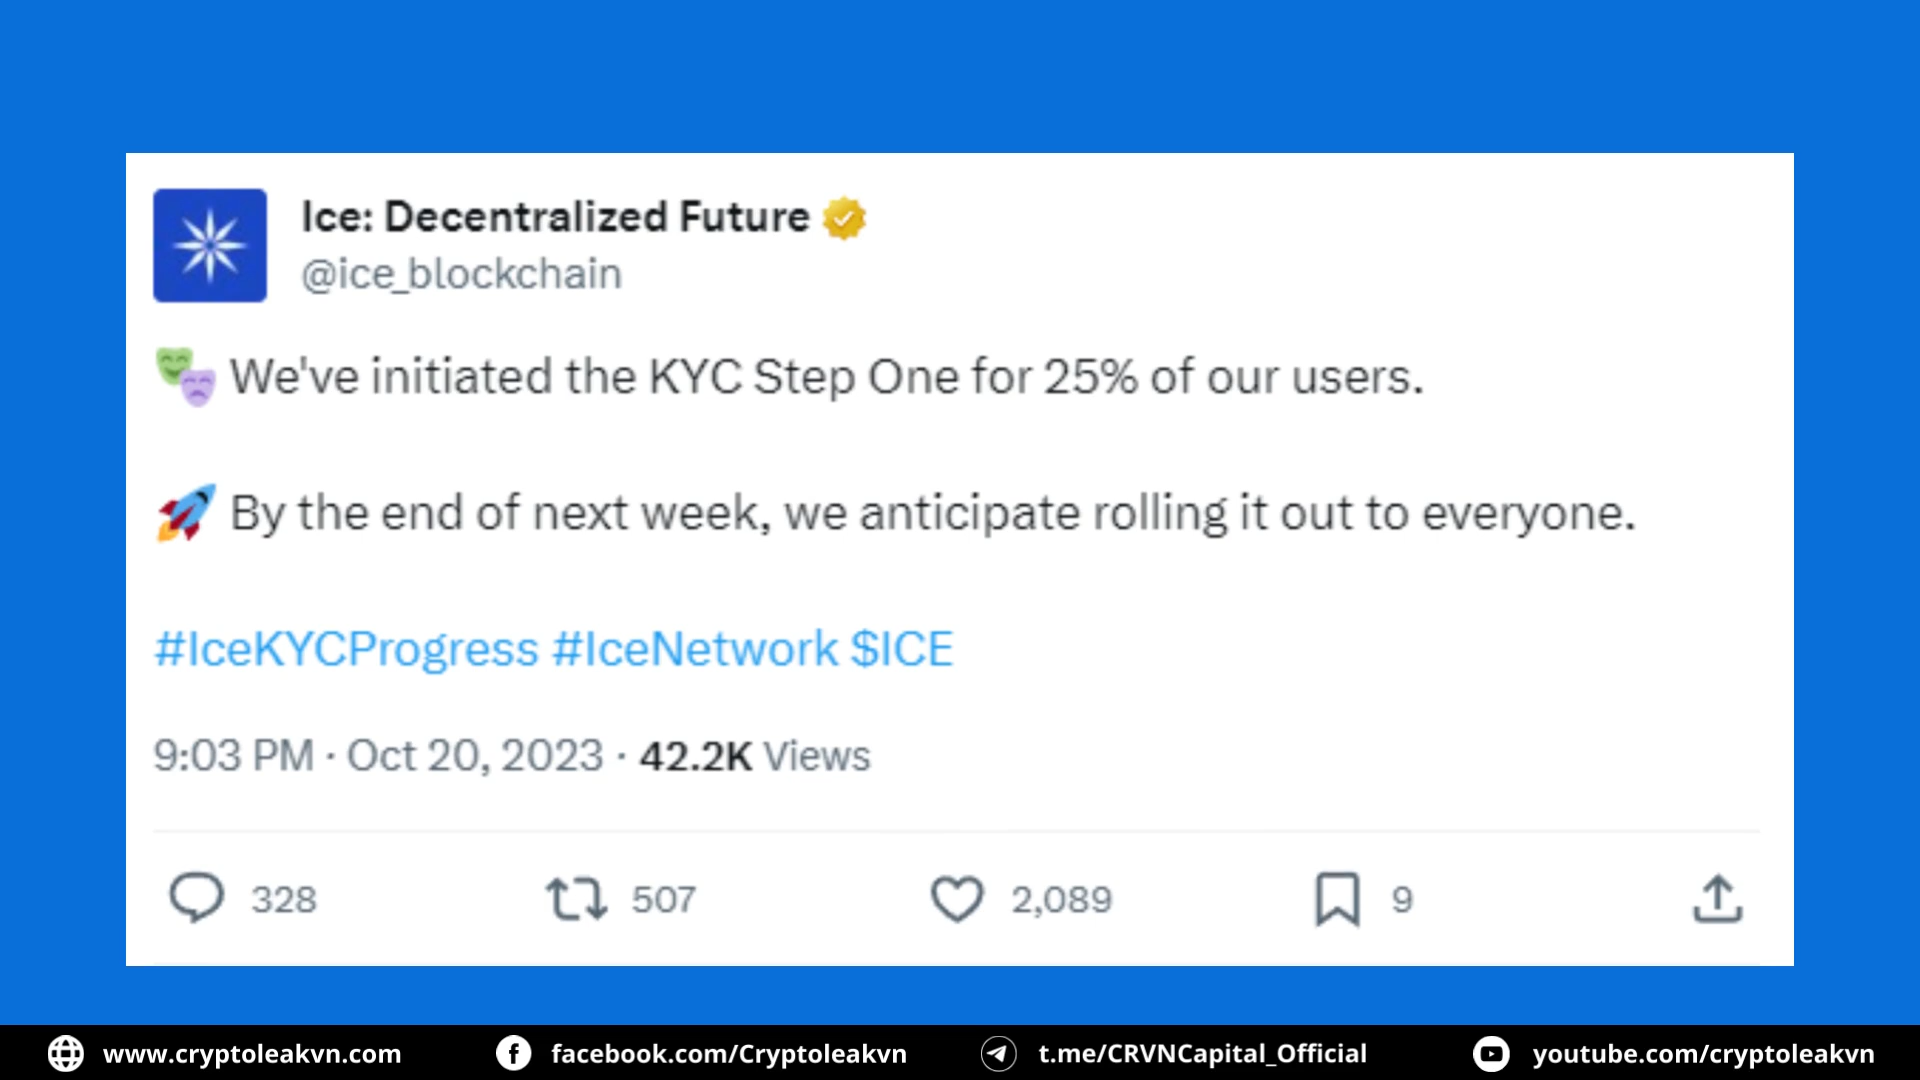 Ice: Decentralized Future
@ice_blockchain
We've initiated the KYC Step One for 25% of our users.
By the end of next week, we anticipate rolling it out to everyone.
#IceKYCProgress #IceNetwork $ICE
9:03 PM · Oct 20, 2023 · 42.2K Views
328 507 2,089 9
www.cryptoleakvn.com facebook.com/Cryptoleakvn t.me/CRVNCapital_Official youtube.com/cryptoleakvn